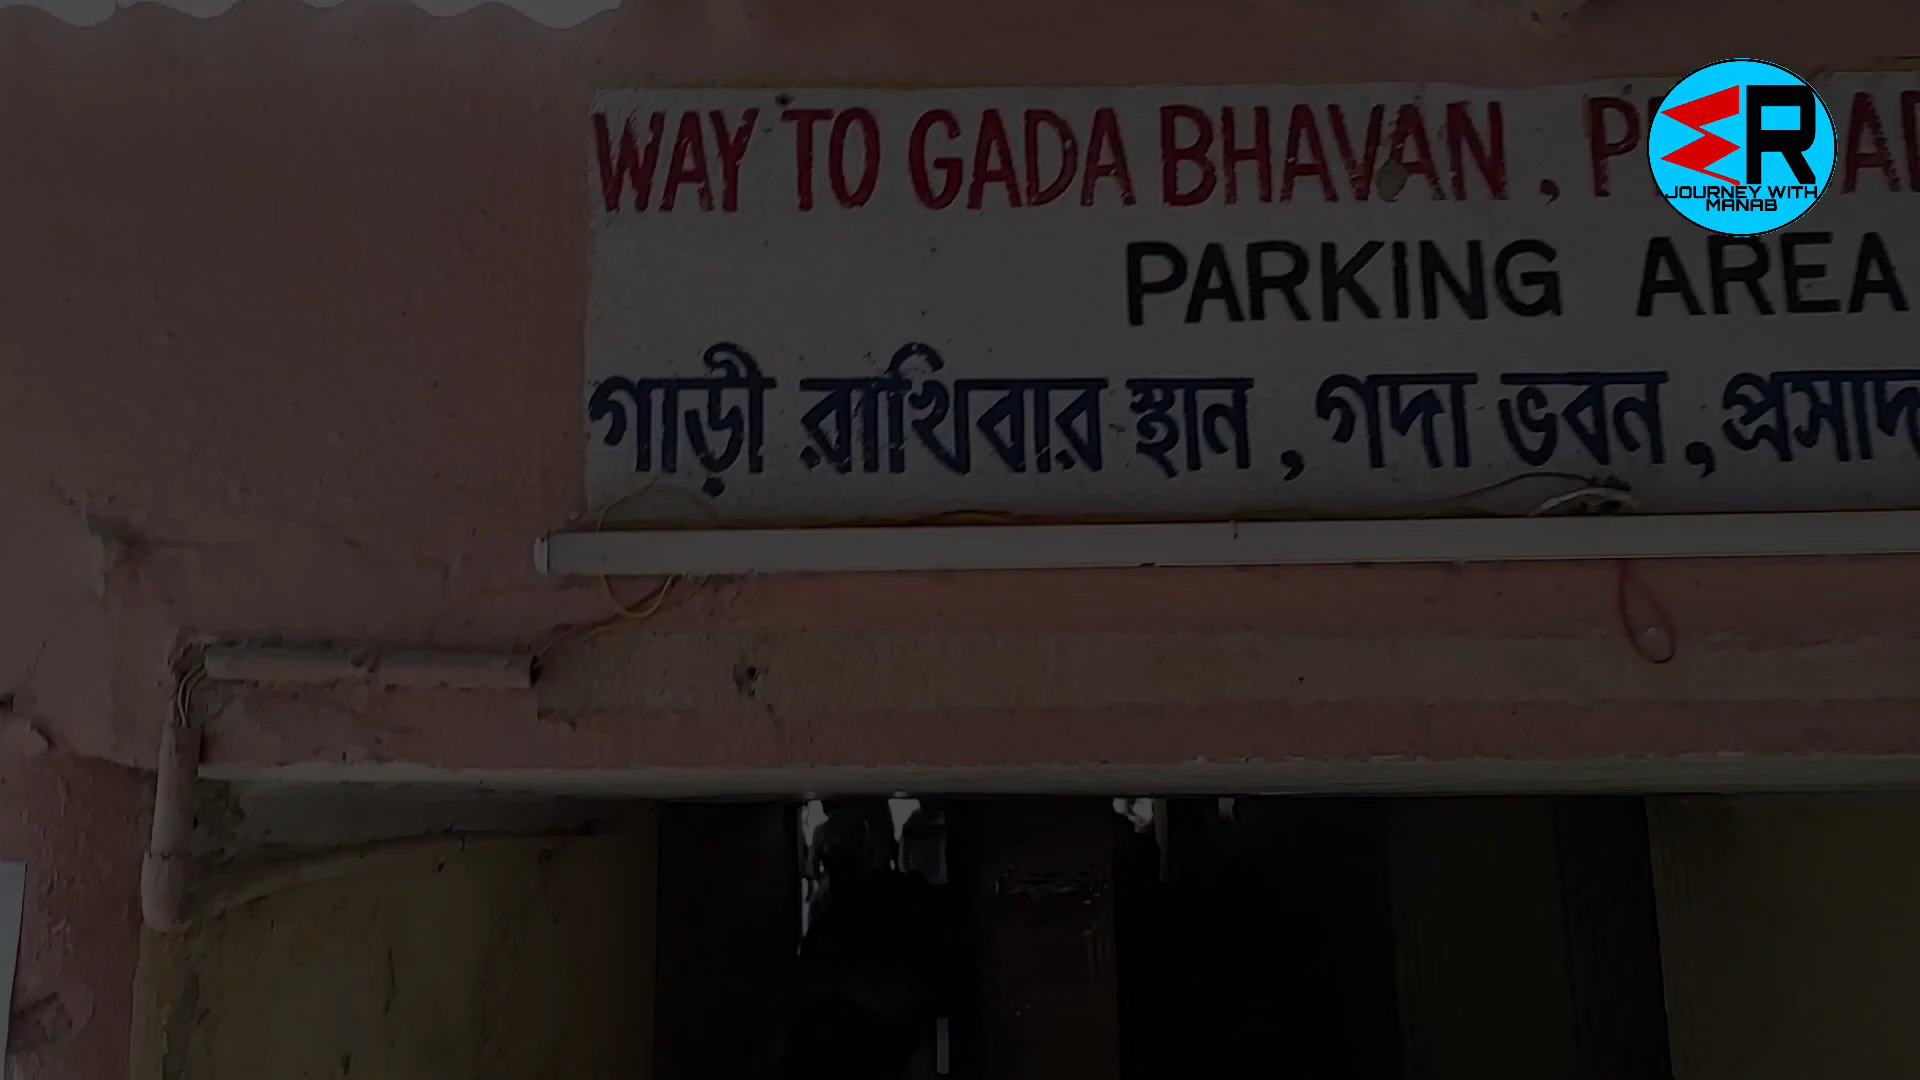 WAY TO GADA BHAVAN,
PARKING AREA
গাড়ী রাখিবার স্থান, গদা ভবন, প্রসাদ
JOURNEY WITH
MANAB